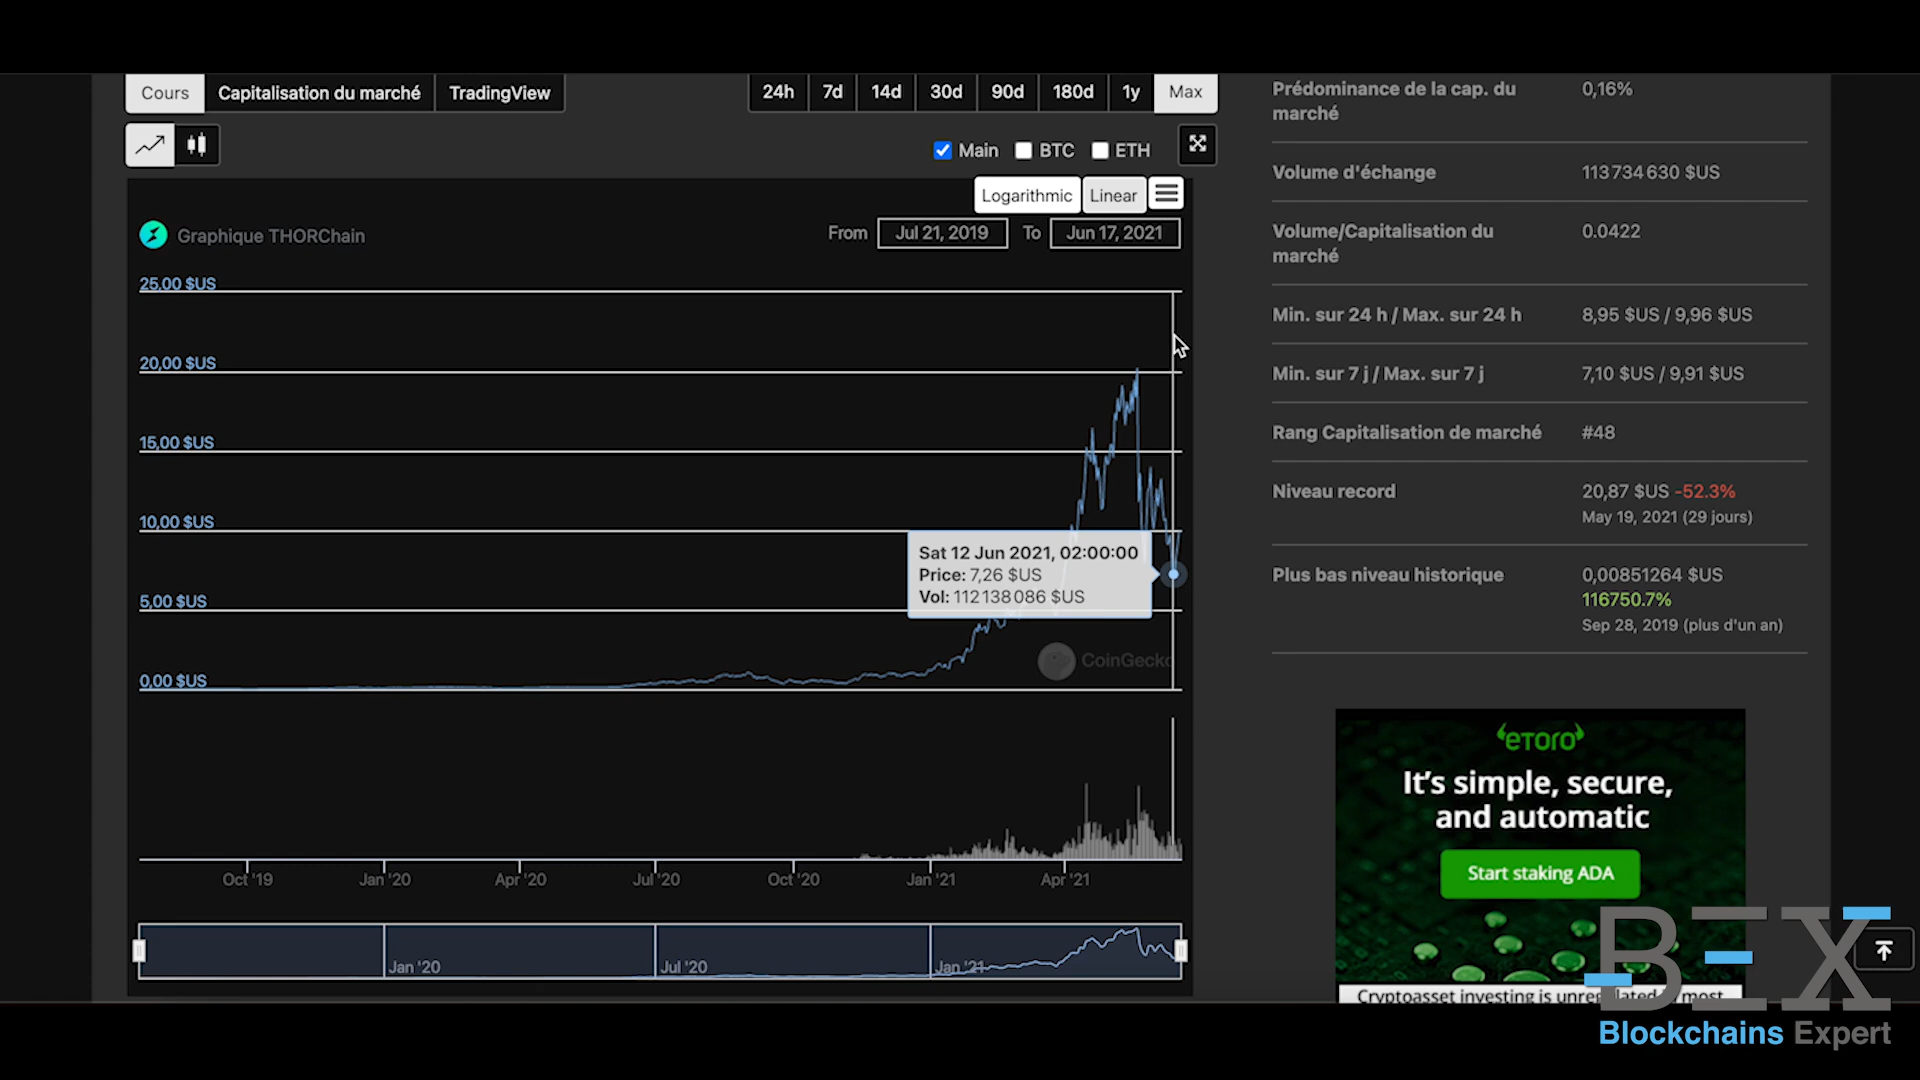 Cours
Capitalisation du marché
TradingView
24h
7d
14d
30d
90d
180d
1y
Max
Main
BTC
ETH
Logarithmic
Linear
Graphique THORChain
From
Jul 21, 2019
To
Jun 17, 2021
25,00 $US
20,00 $US
15,00 $US
10,00 $US
5,00 $US
0,00 $US
Sat 12 Jun 2021, 02:00:00
Price: 7,26 $US
Vol: 112 138 086 $US
CoinGecko
Oct '19
Jan '20
Apr '20
Jul '20
Oct '20
Jan '21
Apr '21
Jan '20
Jul '20
Jan '21
Prédominance de la cap. du
marché
0,16%
Volume d'échange
113 734 630 $US
Volume/Capitalisation du
marché
0.0422
Min. sur 24 h / Max. sur 24 h
8,95 $US / 9,96 $US
Min. sur 7 j / Max. sur 7 j
7,10 $US / 9,91 $US
Rang Capitalisation de marché
#48
Niveau record
20,87 $US -52.3%
May 19, 2021 (29 jours)
Plus bas niveau historique
0,00851264 $US
116750.7%
Sep 28, 2019 (plus d'un an)
eToro
It's simple, secure,
and automatic
Start staking ADA
Cryptoasset investing is unregulated in most
BEX
Blockchains Expert